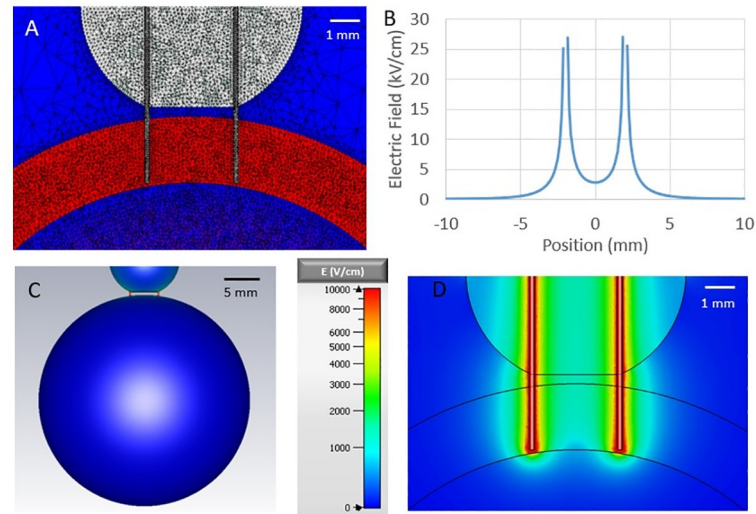 A
1 mm
B
Electric Field (kV/cm)
30
25
20
15
10
5
0
-10
-5
0
5
10
Position (mm)
C
5 mm
E (V/cm)
10000
8000
6000
5000
4000
3000
2000
1000
0
D
1 mm